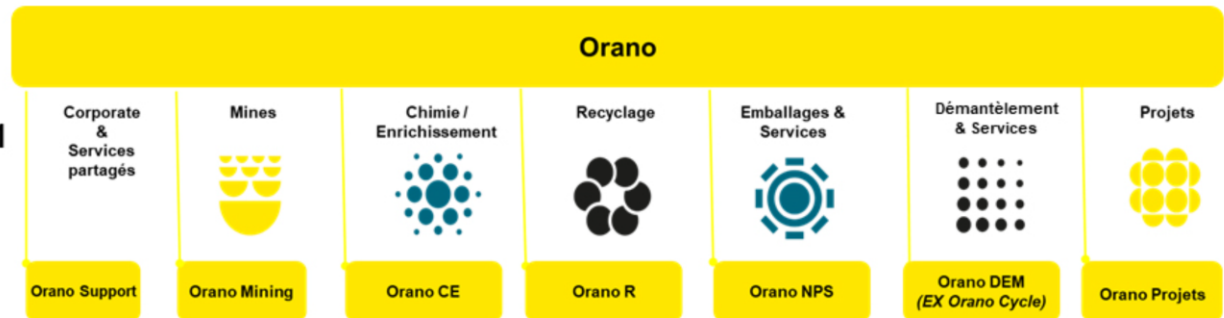 Orano
Corporate
&
Services
partagés
Mines
Chimie /
Enrichissement
Recyclage
Emballages &
Services
Démantèlement
& Services
Projets
Orano Support
Orano Mining
Orano CE
Orano R
Orano NPS
Orano DEM
(EX Orano Cycle)
Orano Projets